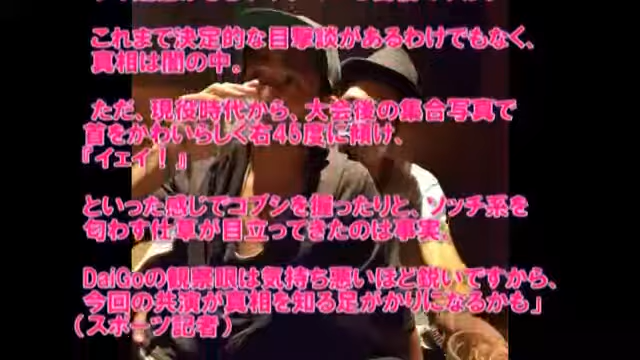 これまで決定的な目撃談があるわけでもなく、
真相は闇の中。
ただ、現役時代から、大会後の集合写真で
首をかわいらしく右45度に傾け、
『イェイ！』
といった感じでコブシを握ったりと、ソッチ系を
匂わす仕草が目立ってきたのは事実。
DaiGoの観察眼は気持ち悪いほど鋭いですから、
今回の共演が真相を知る足がかりになるかも」
（スポーツ記者）